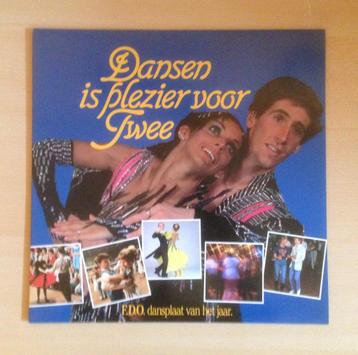 Dansen
is plezier voor
Twee
F.D.O. dansplaat van het jaar.